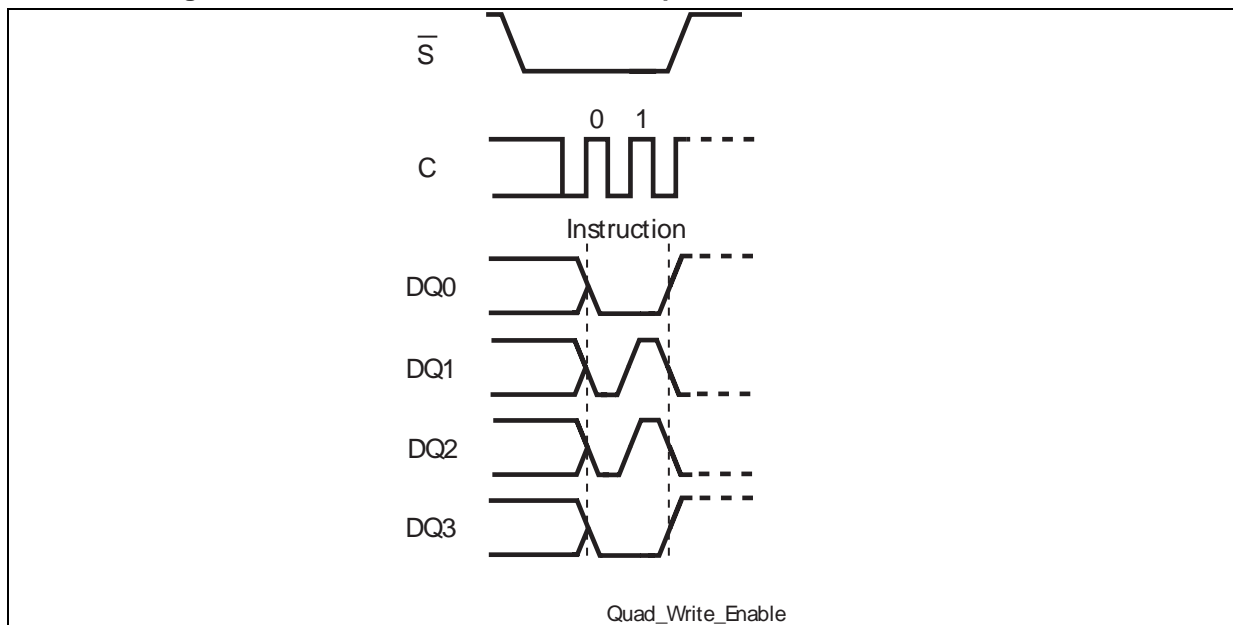 S̅
0 1
C
Instruction
DQ0
DQ1
DQ2
DQ3
Quad_Write_Enable